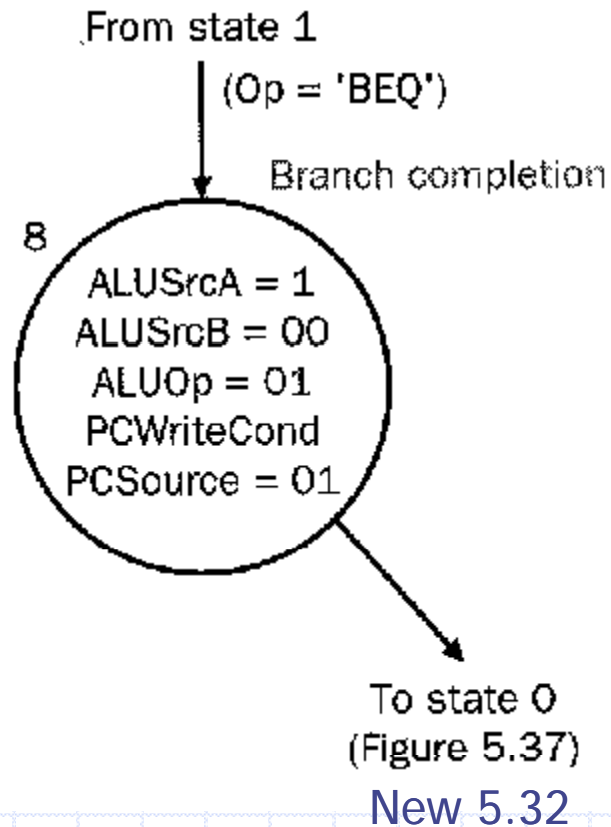 From state 1
(Op = 'BEQ')
Branch completion
8
ALUSrcA = 1
ALUSrcB = 00
ALUOp = 01
PCWriteCond
PCSource = 01
To state 0
(Figure 5.37)
New 5.32